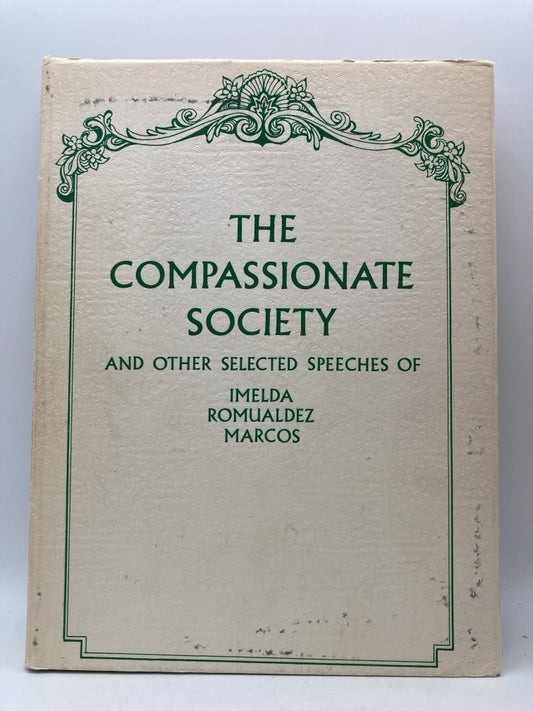 THE
COMPASSIONATE
SOCIETY
AND OTHER SELECTED SPEECHES OF
IMELDA
ROMUALDEZ
MARCOS